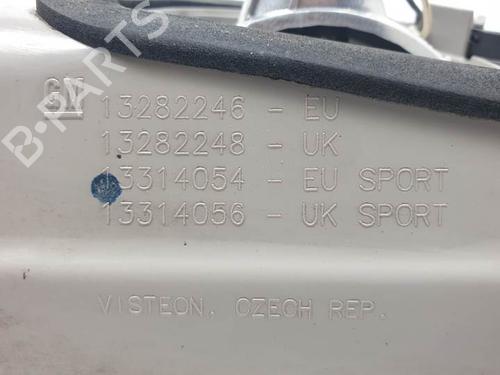 GM 13282246 - EU
13282248 - UK
13314054 - EU SPORT
13314056 - UK SPORT
VISTEON, CZECH REP.
B-PARTS